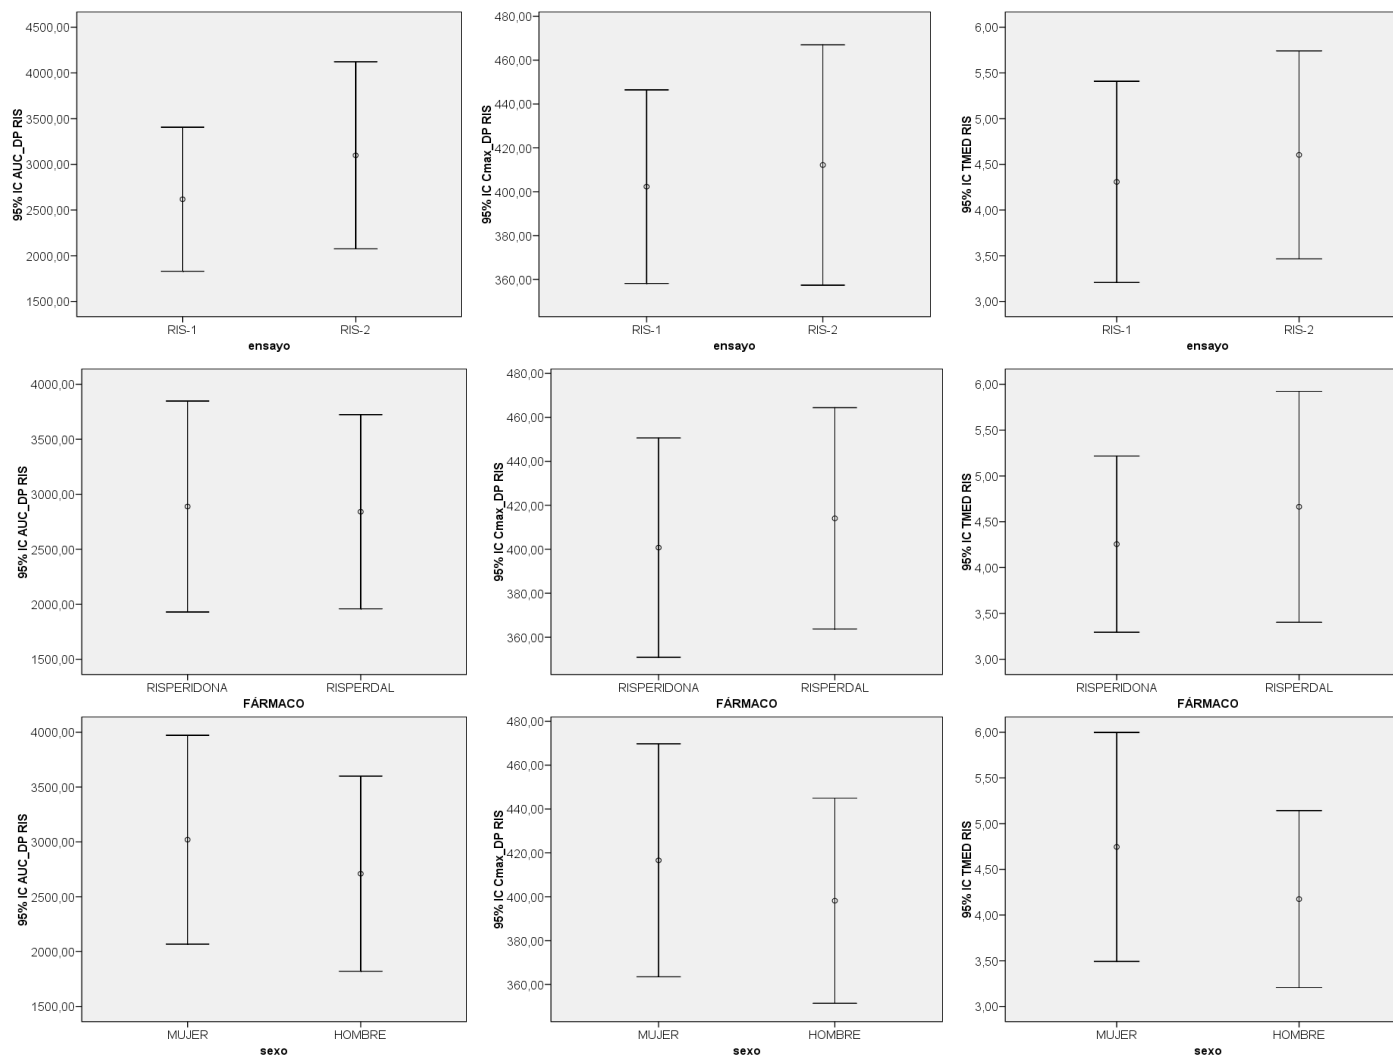 95% IC AUC_DP RIS
4500,00
4000,00
3500,00
3000,00
2500,00
2000,00
1500,00
RIS-1 RIS-2
ensayo
95% IC Cmax_DP RIS
480,00
460,00
440,00
420,00
400,00
380,00
360,00
RIS-1 RIS-2
ensayo
95% IC TMED RIS
6,00
5,50
5,00
4,50
4,00
3,50
3,00
RIS-1 RIS-2
ensayo
95% IC AUC_DP RIS
4000,00
3500,00
3000,00
2500,00
2000,00
1500,00
RISPERIDONA RISPERDAL
FÁRMACO
95% IC Cmax_DP RIS
480,00
460,00
440,00
420,00
400,00
380,00
360,00
RISPERIDONA RISPERDAL
FÁRMACO
95% IC TMED RIS
6,00
5,50
5,00
4,50
4,00
3,50
3,00
RISPERIDONA RISPERDAL
FÁRMACO
95% IC AUC_DP RIS
4000,00
3500,00
3000,00
2500,00
2000,00
1500,00
MUJER HOMBRE
sexo
95% IC Cmax_DP RIS
480,00
460,00
440,00
420,00
400,00
380,00
360,00
MUJER HOMBRE
sexo
95% IC TMED RIS
6,00
5,50
5,00
4,50
4,00
3,50
3,00
MUJER HOMBRE
sexo